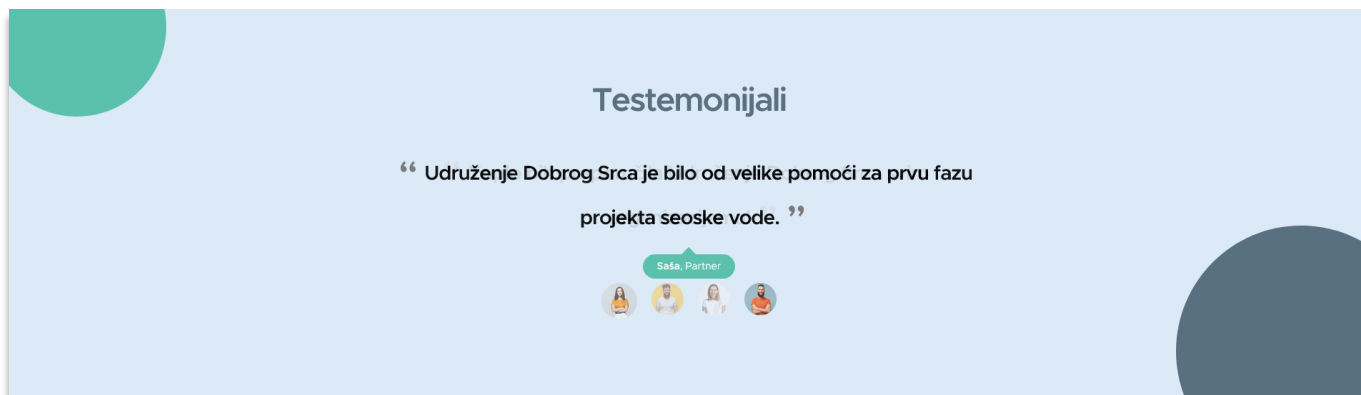 Testemonijali
“ Udruženje Dobrog Srca je bilo od velike pomoći za prvu fazu
projekta seoske vode. ”
Saša, Partner